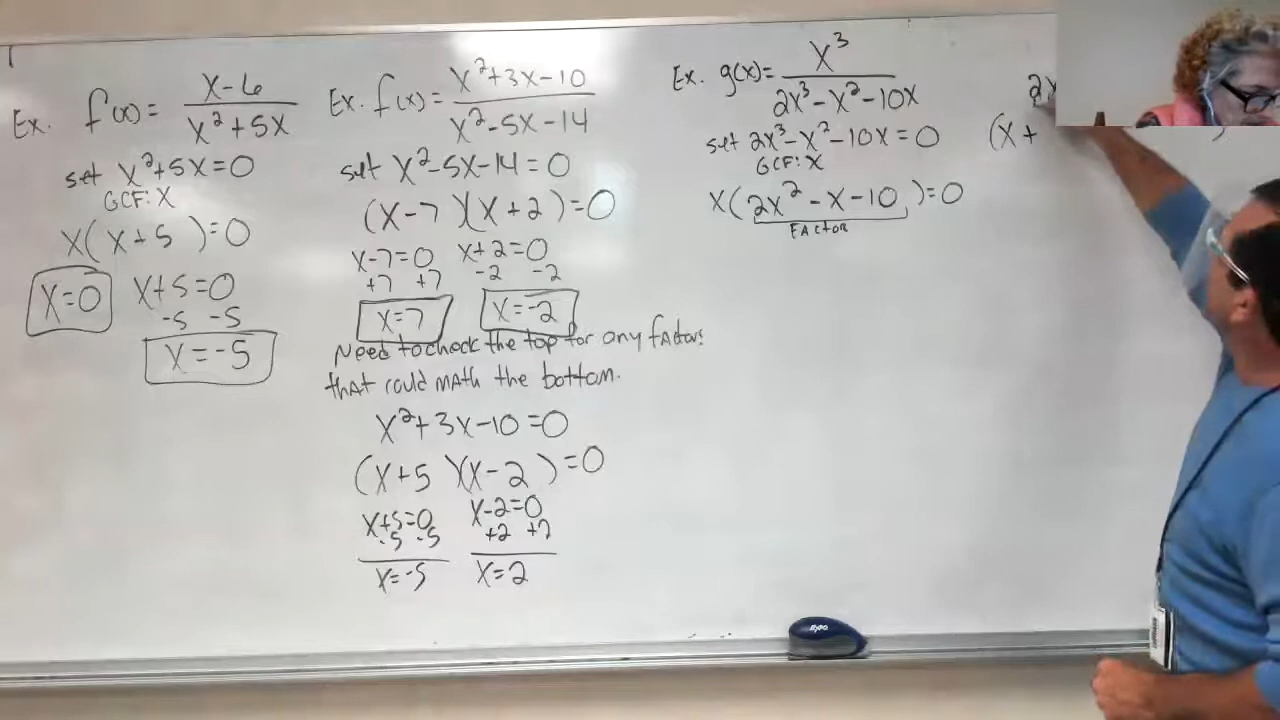 Ex. f(x) = x-6 / x²+5x
set x²+5x=0
GCF: x
x(x+5)=0
x=0 x+5=0
-5 -5
x=-5
Ex. f(x)= x²+3x-10 / x²-5x-14
set x²-5x-14=0
(x-7)(x+2)=0
x-7=0 x+2=0
+7 +7 -2 -2
x=7 x=-2
Need to check the top for any factors
that could math the bottom.
x²+3x-10=0
(x+5)(x-2)=0
x+5=0 x-2=0
-5 -5 +2 +2
x=-5 x=2
Ex. g(x)= x³ / 2x³-x²-10x
set 2x³-x²-10x=0
GCF: x
x(2x²-x-10)=0
FACTOR
2x
(x+ )
EXPO